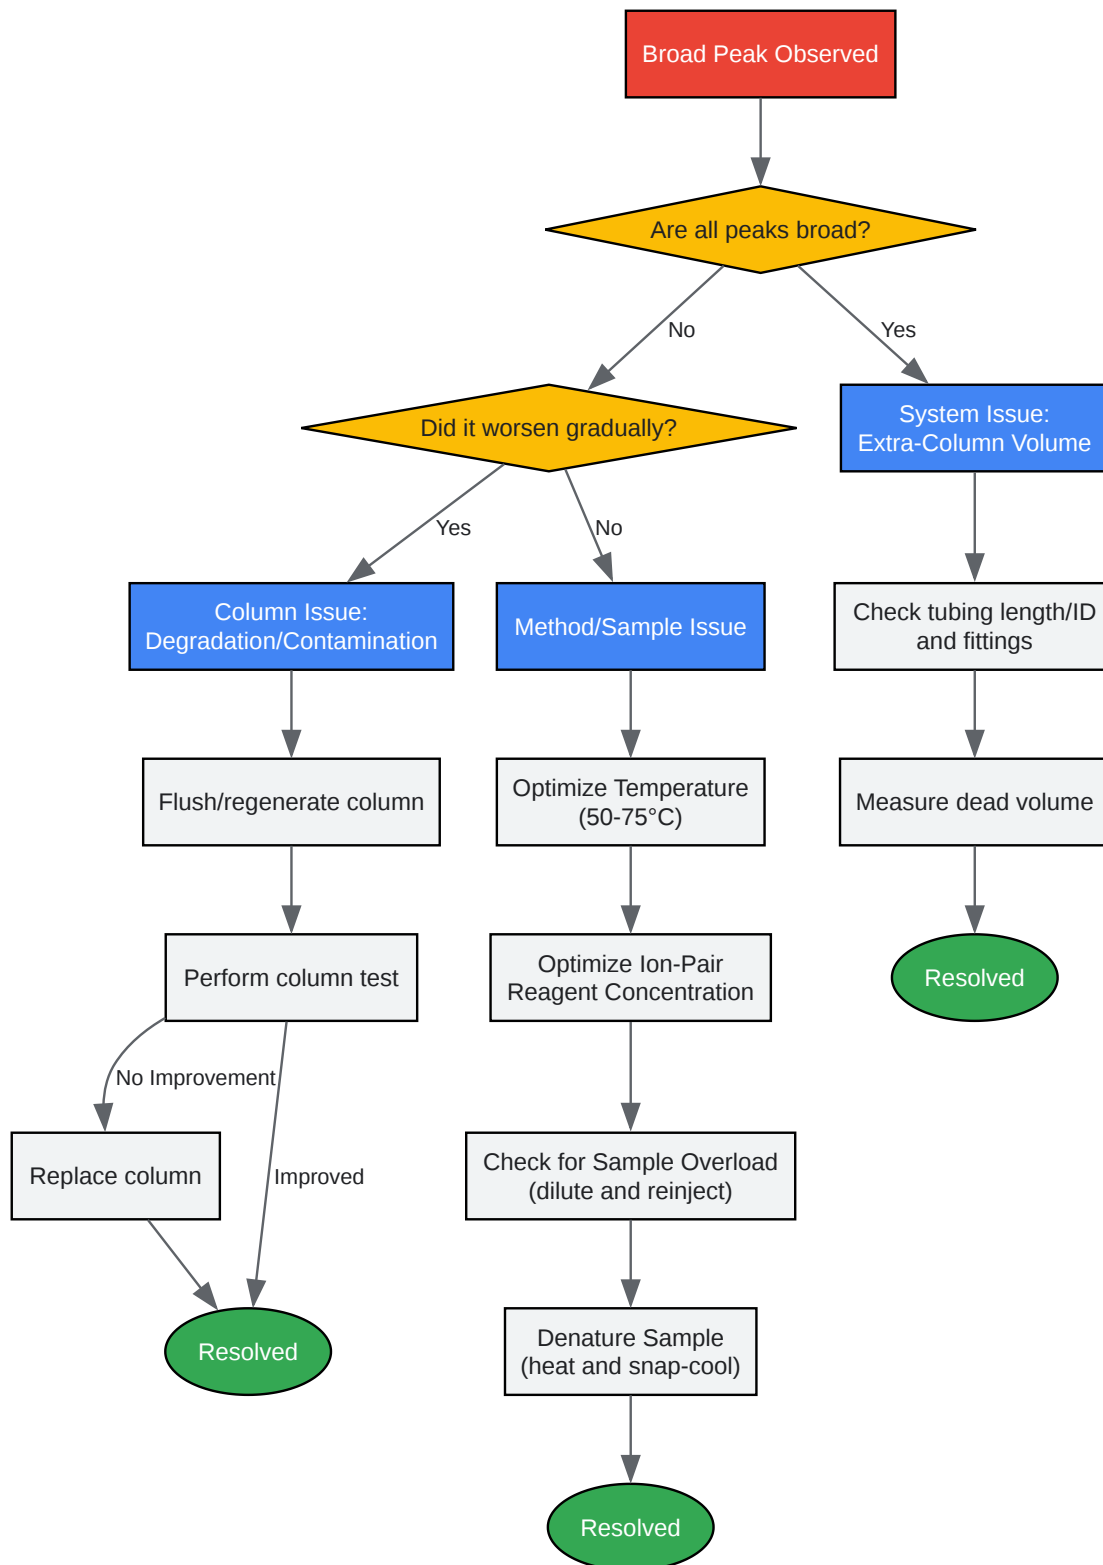 Broad Peak Observed
Are all peaks broad?
No
Yes
Did it worsen gradually?
System Issue:
Extra-Column Volume
Yes
No
Column Issue:
Degradation/Contamination
Method/Sample Issue
Check tubing length/ID
and fittings
Flush/regenerate column
Optimize Temperature
(50-75°C)
Measure dead volume
Perform column test
Optimize Ion-Pair
Reagent Concentration
Resolved
No Improvement
Replace column
Improved
Check for Sample Overload
(dilute and reinject)
Resolved
Denature Sample
(heat and snap-cool)
Resolved